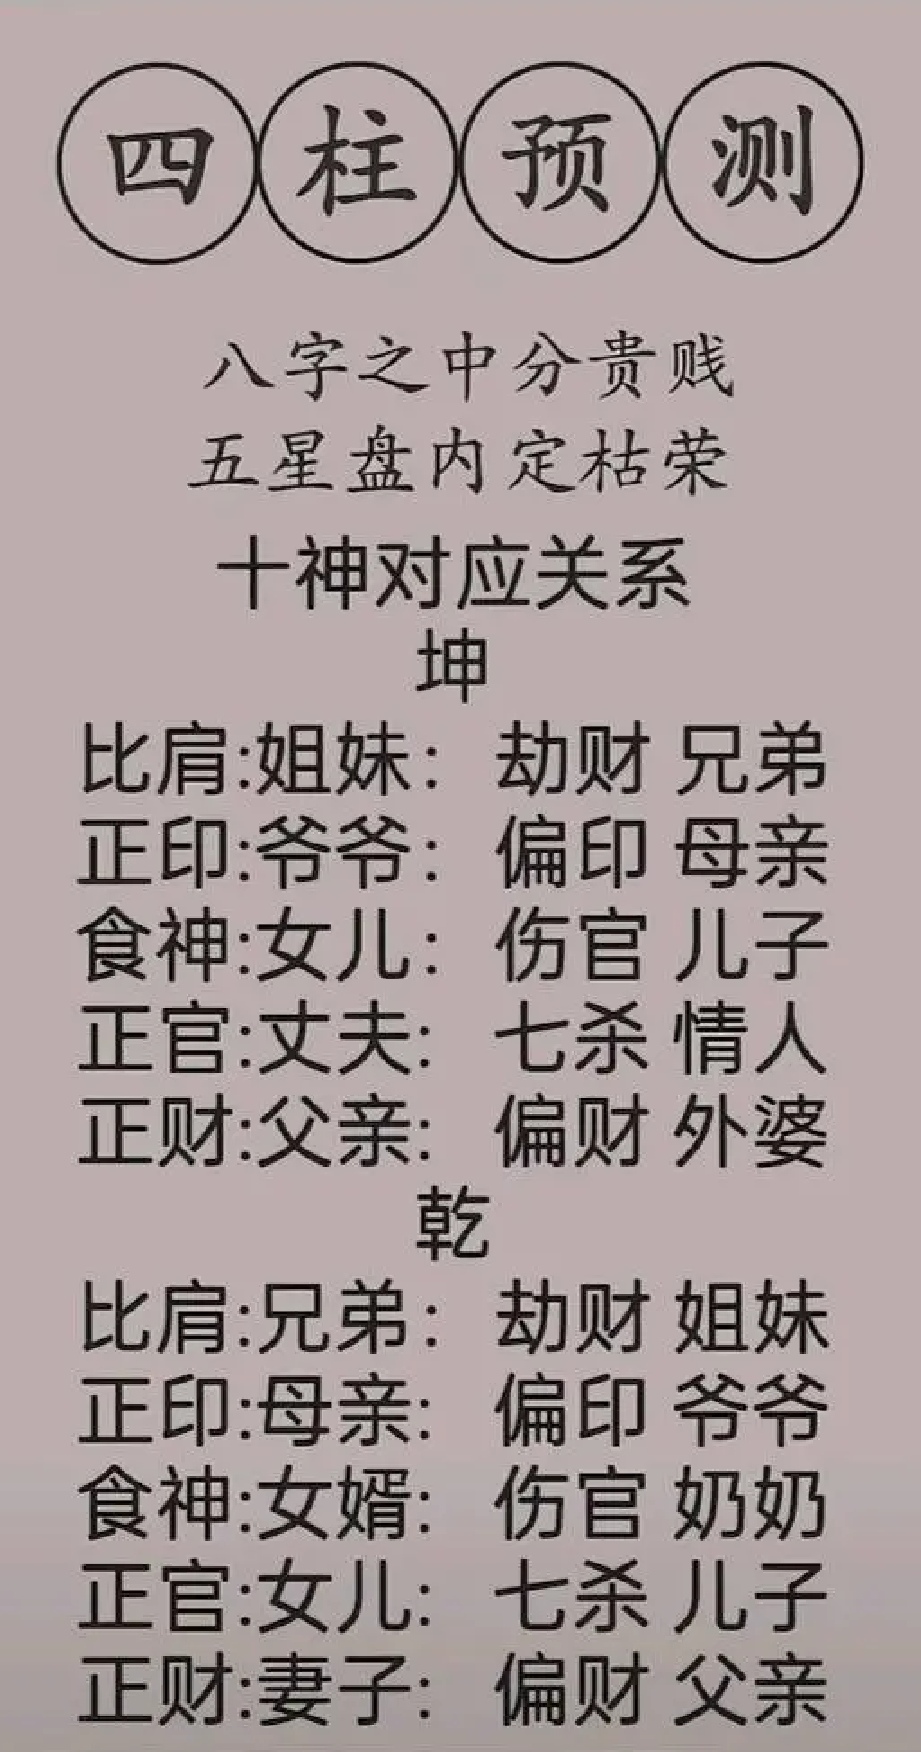 四柱预测
八字之中分贵贱
五星盘内定枯荣
十神对应关系
坤
比肩:姐妹: 劫财 兄弟
正印:爷爷: 偏印 母亲
食神:女儿: 伤官 儿子
正官:丈夫: 七杀 情人
正财:父亲: 偏财 外婆
乾
比肩:兄弟: 劫财 姐妹
正印:母亲: 偏印 爷爷
食神:女婿: 伤官 奶奶
正官:女儿: 七杀 儿子
正财:妻子: 偏财 父亲